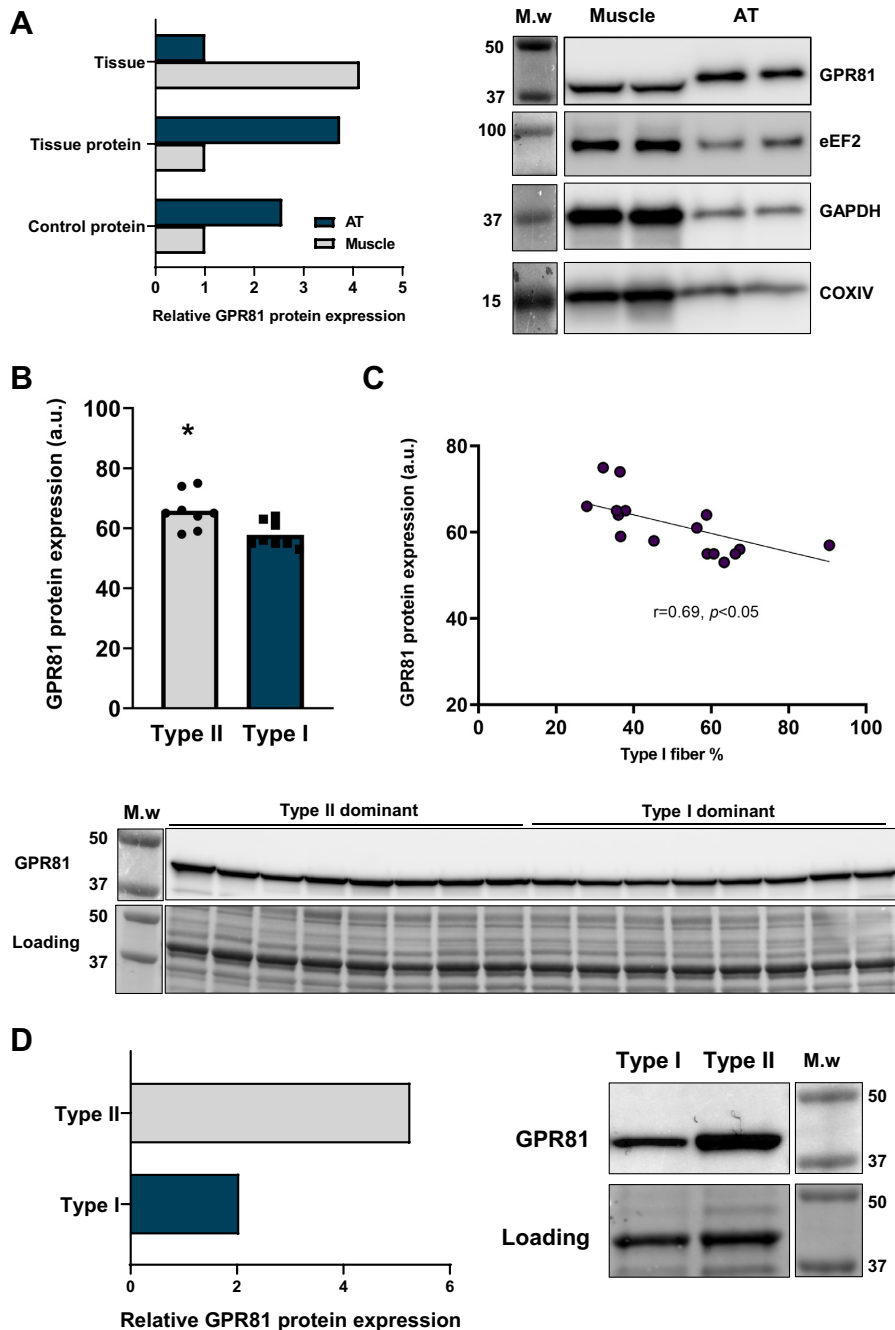 A
Tissue
Tissue protein
Control protein
AT
Muscle
0 1 2 3 4 5
Relative GPR81 protein expression
M.w Muscle AT
50
37
GPR81
100
eEF2
37
GAPDH
15
COXIV
B
GPR81 protein expression (a.u.)
100
80
60
40
20
0
*
Type II Type I
C
GPR81 protein expression (a.u.)
80
60
40
20
r=0.69, p<0.05
0 20 40 60 80 100
Type I fiber %
M.w Type II dominant Type I dominant
GPR81
50
37
Loading
50
37
D
Type II
Type I
0 2 4 6
Relative GPR81 protein expression
Type I Type II M.w
GPR81
50
37
Loading
50
37